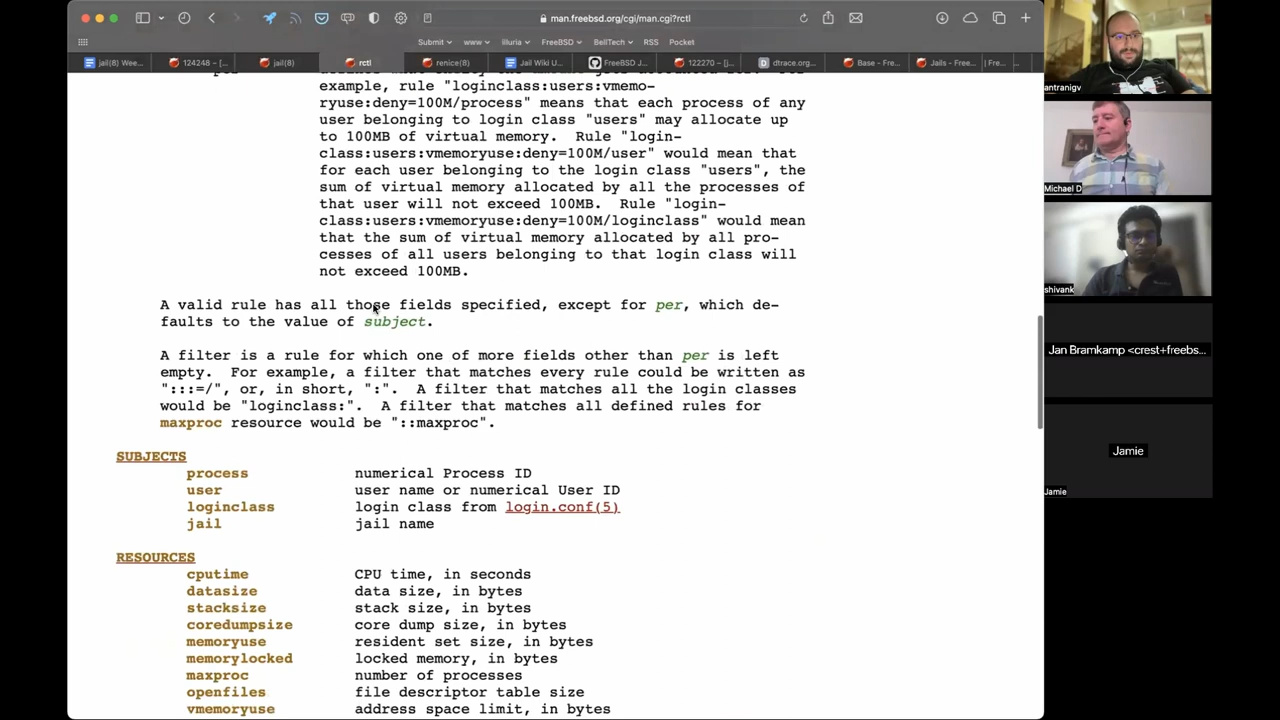 man.freebsd.org/cgi/man.cgi?rctl
Submit www illuria FreeBSD BellTech RSS Pocket
jail(8) Wee... 124248 – [... jail(8) rctl renice(8) Jail Wiki U... FreeBSD J... 122270 – [j... dtrace.org... Base - Fre... Jails - Free... | Fre...
example, rule "loginclass:users:vmemo-
ryuse:deny=100M/process" means that each process of any
user belonging to login class "users" may allocate up
to 100MB of virtual memory. Rule "login-
class:users:vmemoryuse:deny=100M/user" would mean that
for each user belonging to the login class "users", the
sum of virtual memory allocated by all the processes of
that user will not exceed 100MB. Rule "login-
class:users:vmemoryuse:deny=100M/loginclass" would mean
that the sum of virtual memory allocated by all pro-
cesses of all users belonging to that login class will
not exceed 100MB.
A valid rule has all those fields specified, except for per, which de-
faults to the value of subject.
A filter is a rule for which one of more fields other than per is left
empty. For example, a filter that matches every rule could be written as
":::=/", or, in short, ":". A filter that matches all the login classes
would be "loginclass:". A filter that matches all defined rules for
maxproc resource would be "::maxproc".
SUBJECTS
process numerical Process ID
user user name or numerical User ID
loginclass login class from login.conf(5)
jail jail name
RESOURCES
cputime CPU time, in seconds
datasize data size, in bytes
stacksize stack size, in bytes
coredumpsize core dump size, in bytes
memoryuse resident set size, in bytes
memorylocked locked memory, in bytes
maxproc number of processes
openfiles file descriptor table size
vmemoryuse address space limit, in bytes
antranigv
Michael D
shivank
Jan Bramkamp <crest+freebs...
Jamie
Jamie